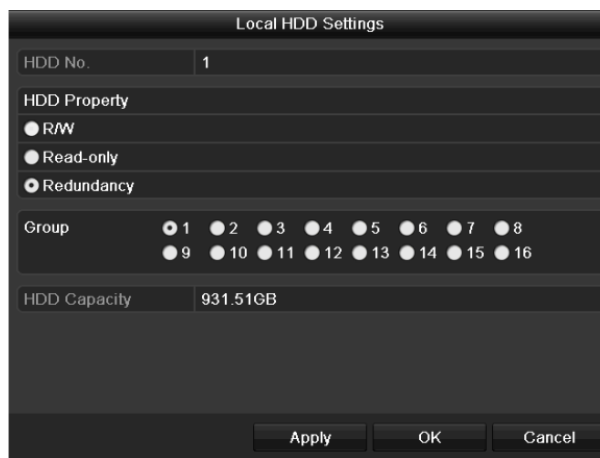 Local HDD Settings
HDD No. 1
HDD Property
R/W
Read-only
Redundancy
Group 1 2 3 4 5 6 7 8
9 10 11 12 13 14 15 16
HDD Capacity 931.51GB
Apply OK Cancel